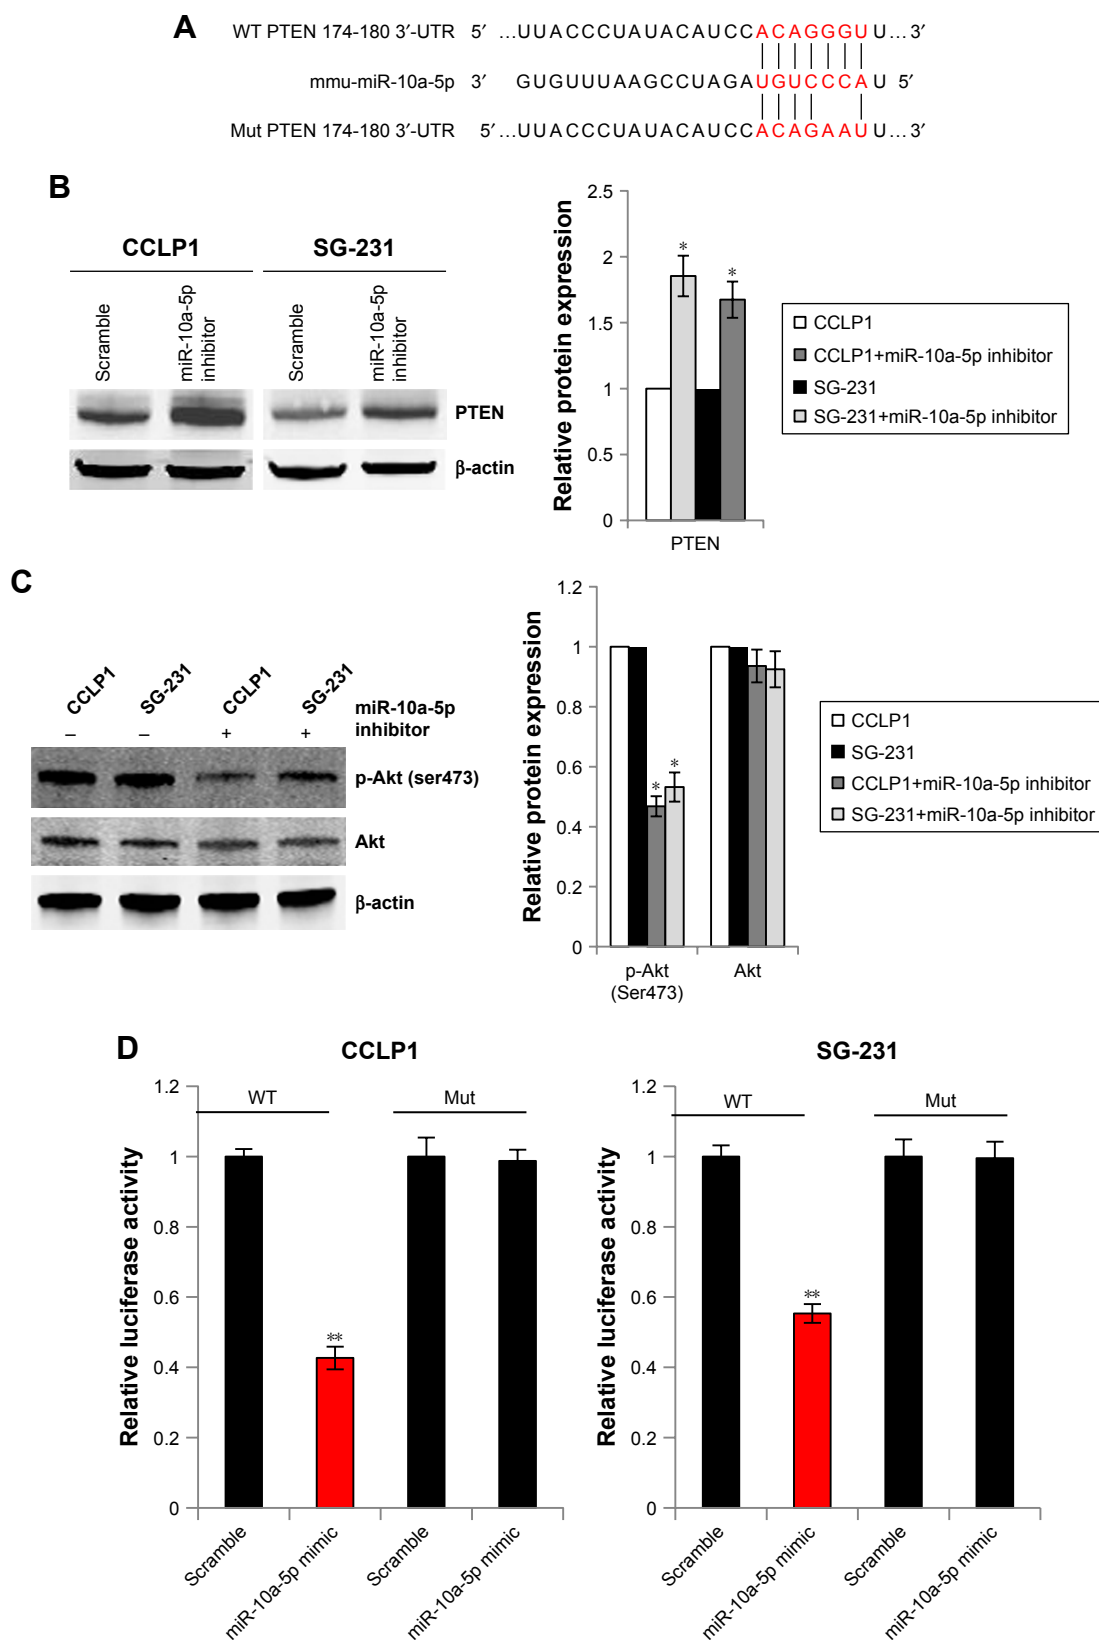 A
WT PTEN 174-180 3′-UTR 5′ ...UUACCCUAUACAUCCACAGGGUU... 3′
mmu-miR-10a-5p 3′ GUGUUUAAGCCUAGAUGUCCCAU 5′
Mut PTEN 174-180 3′-UTR 5′ ...UUACCCUAUACAUCCACAGAAUU... 3′
B
CCLP1 SG-231
Scramble
miR-10a-5p
inhibitor
Scramble
miR-10a-5p
inhibitor
PTEN
β-actin
Relative protein expression
2.5
2
1.5
1
0.5
0
* *
PTEN
CCLP1
CCLP1+miR-10a-5p inhibitor
SG-231
SG-231+miR-10a-5p inhibitor
C
CCLP1 SG-231 CCLP1 SG-231
miR-10a-5p
inhibitor
– – + +
p-Akt (ser473)
Akt
β-actin
Relative protein expression
1.2
1
0.8
0.6
0.4
0.2
0
* *
p-Akt
(Ser473)
Akt
CCLP1
SG-231
CCLP1+miR-10a-5p inhibitor
SG-231+miR-10a-5p inhibitor
D
CCLP1
Relative luciferase activity
1.2
1
0.8
0.6
0.4
0.2
0
WT Mut
**
Scramble
miR-10a-5p mimic
Scramble
miR-10a-5p mimic
SG-231
Relative luciferase activity
1.2
1
0.8
0.6
0.4
0.2
0
WT Mut
**
Scramble
miR-10a-5p mimic
Scramble
miR-10a-5p mimic